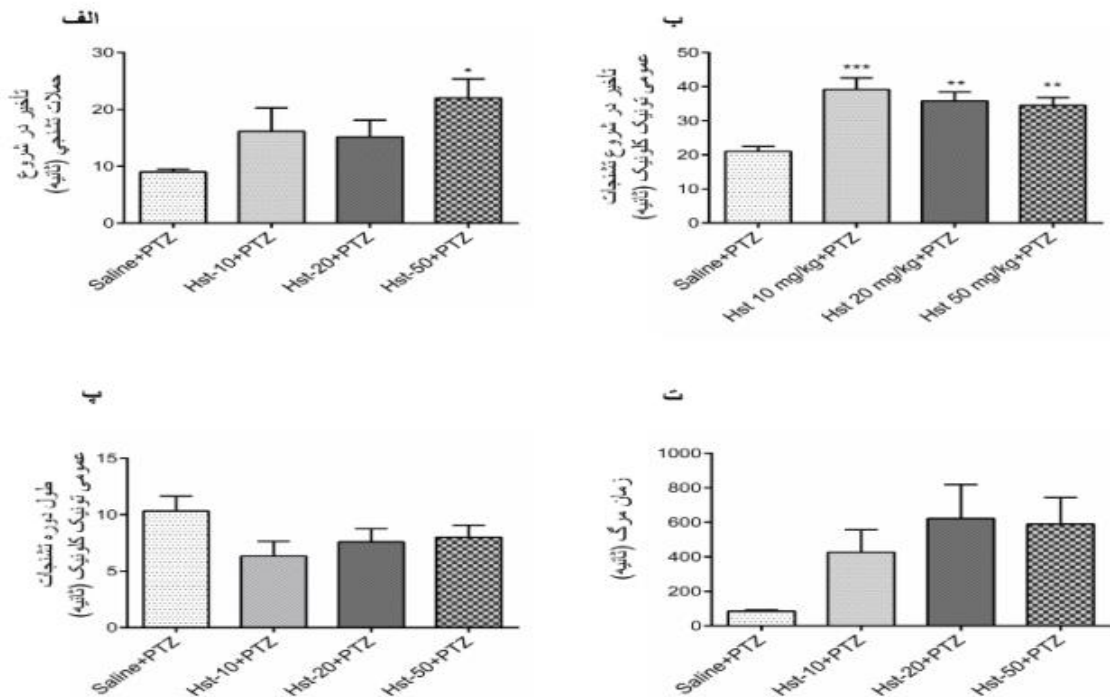 الف
تأخیر در شروع
حملات تشنجی (ثانیه)
30
20
10
0
*
Saline+PTZ
Hst-10+PTZ
Hst-20+PTZ
Hst-50+PTZ
ب
تأخیر در شروع تشنجات
عمومی تونیک کلونیک (ثانیه)
50
40
30
20
10
0
***
**
**
Saline+PTZ
Hst 10 mg/kg+PTZ
Hst 20 mg/kg+PTZ
Hst 50 mg/kg+PTZ
پ
طول دوره تشنجات
عمومی تونیک کلونیک (ثانیه)
15
10
5
0
Saline+PTZ
Hst-10+PTZ
Hst-20+PTZ
Hst-50+PTZ
ت
زمان مرگ (ثانیه)
1000
800
600
400
200
0
Saline+PTZ
Hst-10+PTZ
Hst-20+PTZ
Hst-50+PTZ